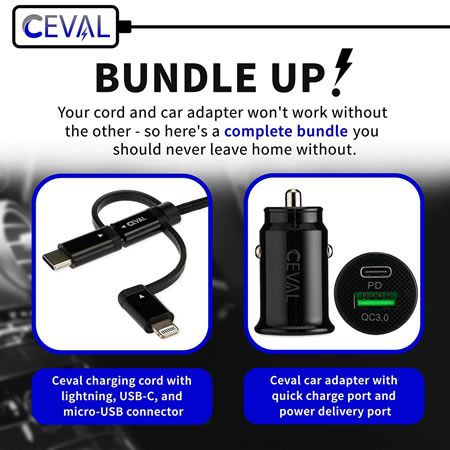 CEVAL
BUNDLE UP!
Your cord and car adapter won't work without
the other - so here's a complete bundle you
should never leave home without.
CEVAL
CEVAL
PD
QC3.0
Ceval charging cord with
lightning, USB-C, and
micro-USB connector
Ceval car adapter with
quick charge port and
power delivery port